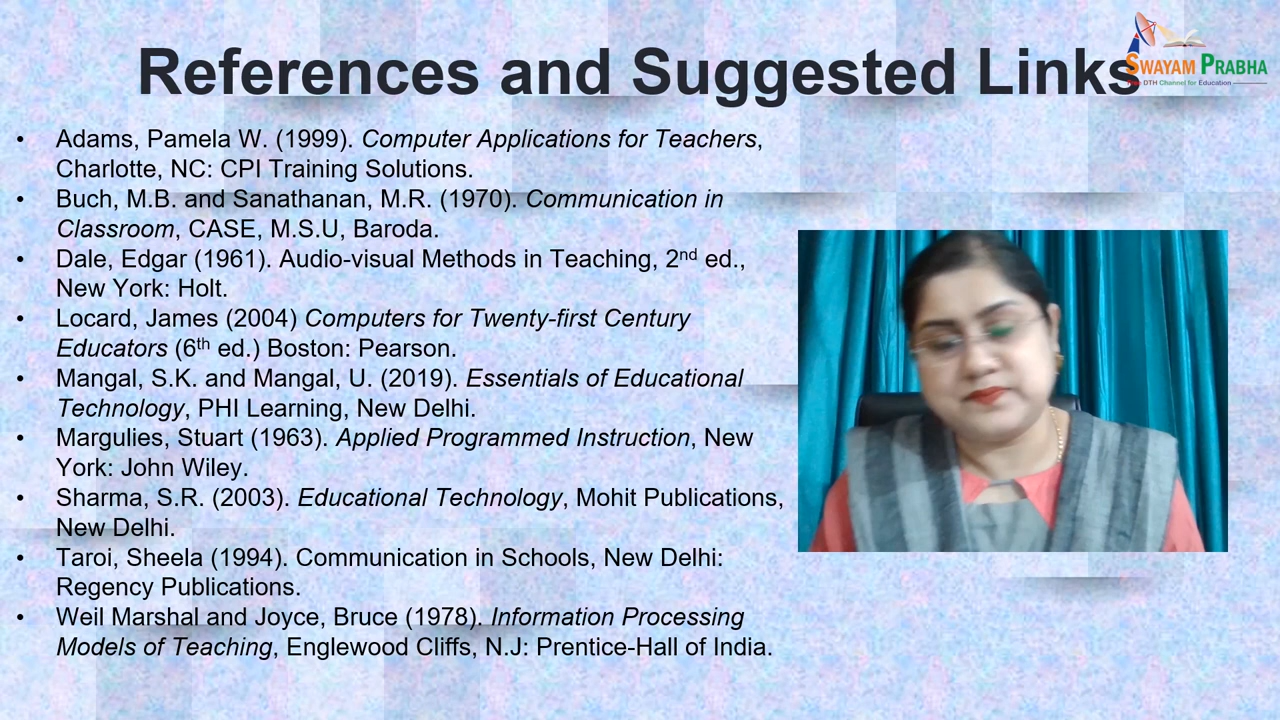 References and Suggested Links
SWAYAM PRABHA
DTH Channel for Education
• Adams, Pamela W. (1999). Computer Applications for Teachers,
Charlotte, NC: CPI Training Solutions.
• Buch, M.B. and Sanathanan, M.R. (1970). Communication in
Classroom, CASE, M.S.U, Baroda.
• Dale, Edgar (1961). Audio-visual Methods in Teaching, 2nd ed.,
New York: Holt.
• Locard, James (2004) Computers for Twenty-first Century
Educators (6th ed.) Boston: Pearson.
• Mangal, S.K. and Mangal, U. (2019). Essentials of Educational
Technology, PHI Learning, New Delhi.
• Margulies, Stuart (1963). Applied Programmed Instruction, New
York: John Wiley.
• Sharma, S.R. (2003). Educational Technology, Mohit Publications,
New Delhi.
• Taroi, Sheela (1994). Communication in Schools, New Delhi:
Regency Publications.
• Weil Marshal and Joyce, Bruce (1978). Information Processing
Models of Teaching, Englewood Cliffs, N.J: Prentice-Hall of India.